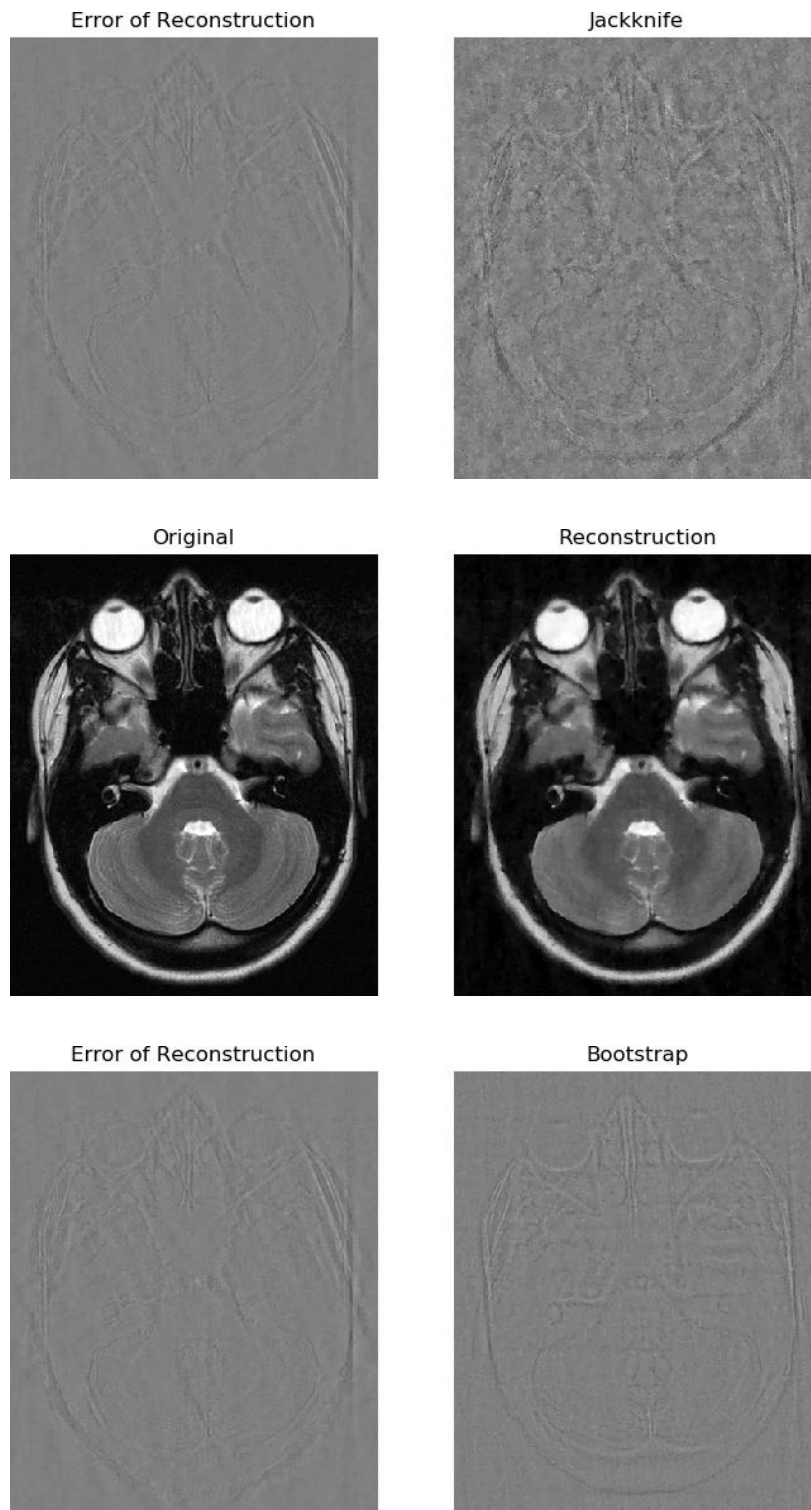 Error of Reconstruction
Jackknife
Original
Reconstruction
Error of Reconstruction
Bootstrap